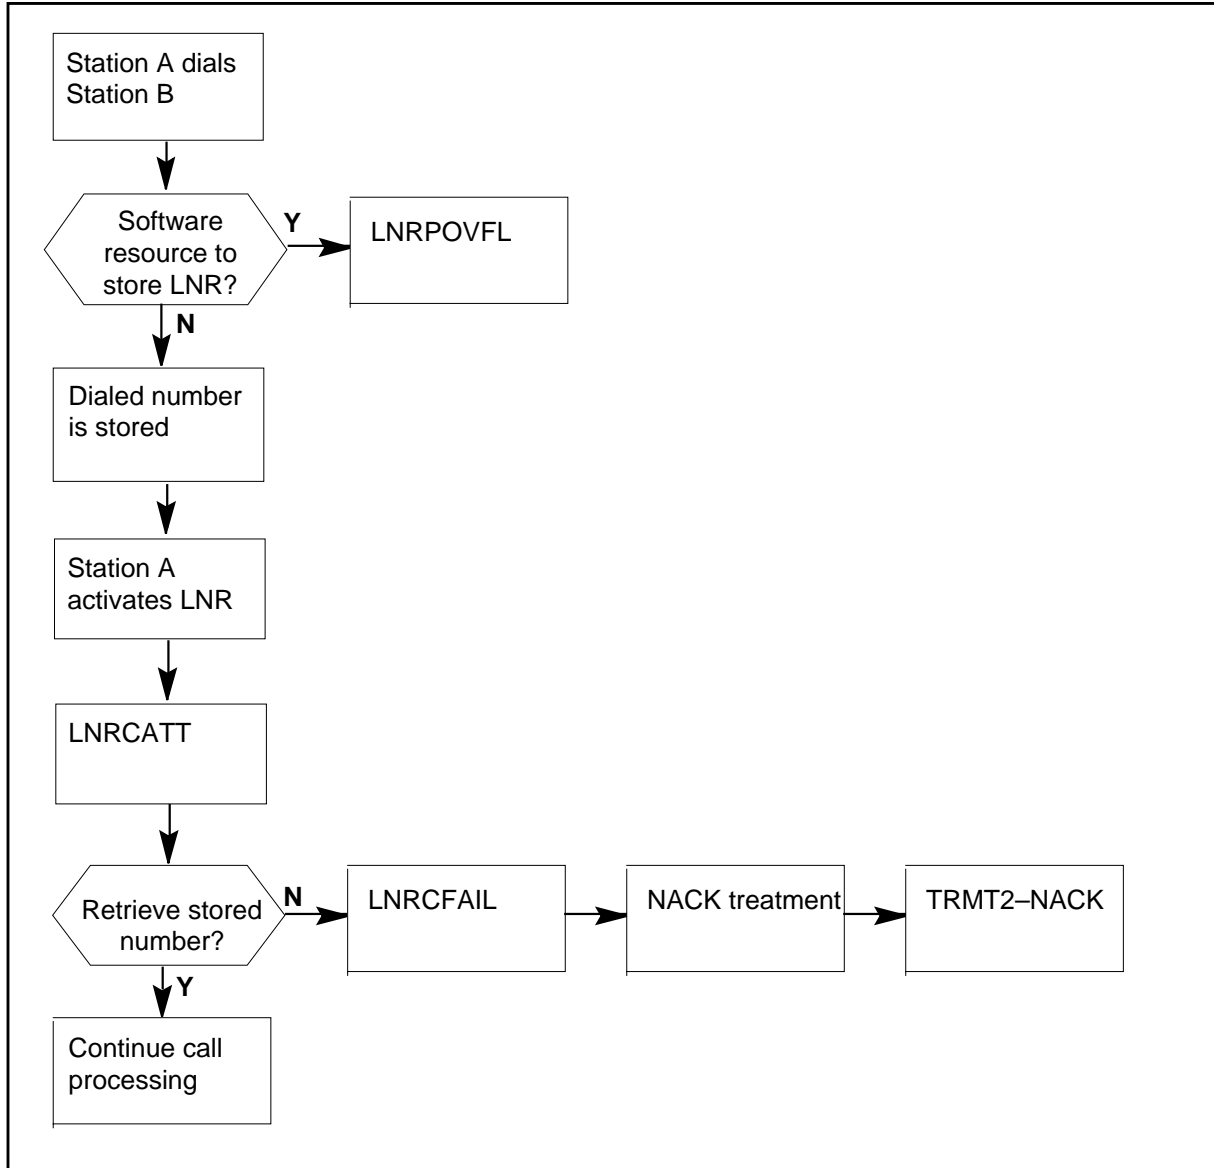 Station A dials
Station B
Software
resource to
store LNR?
Y
LNRPOVFL
N
Dialed number
is stored
Station A
activates LNR
LNRCATT
Retrieve stored
number?
N
LNRCFAIL
NACK treatment
TRMT2–NACK
Y
Continue call
processing